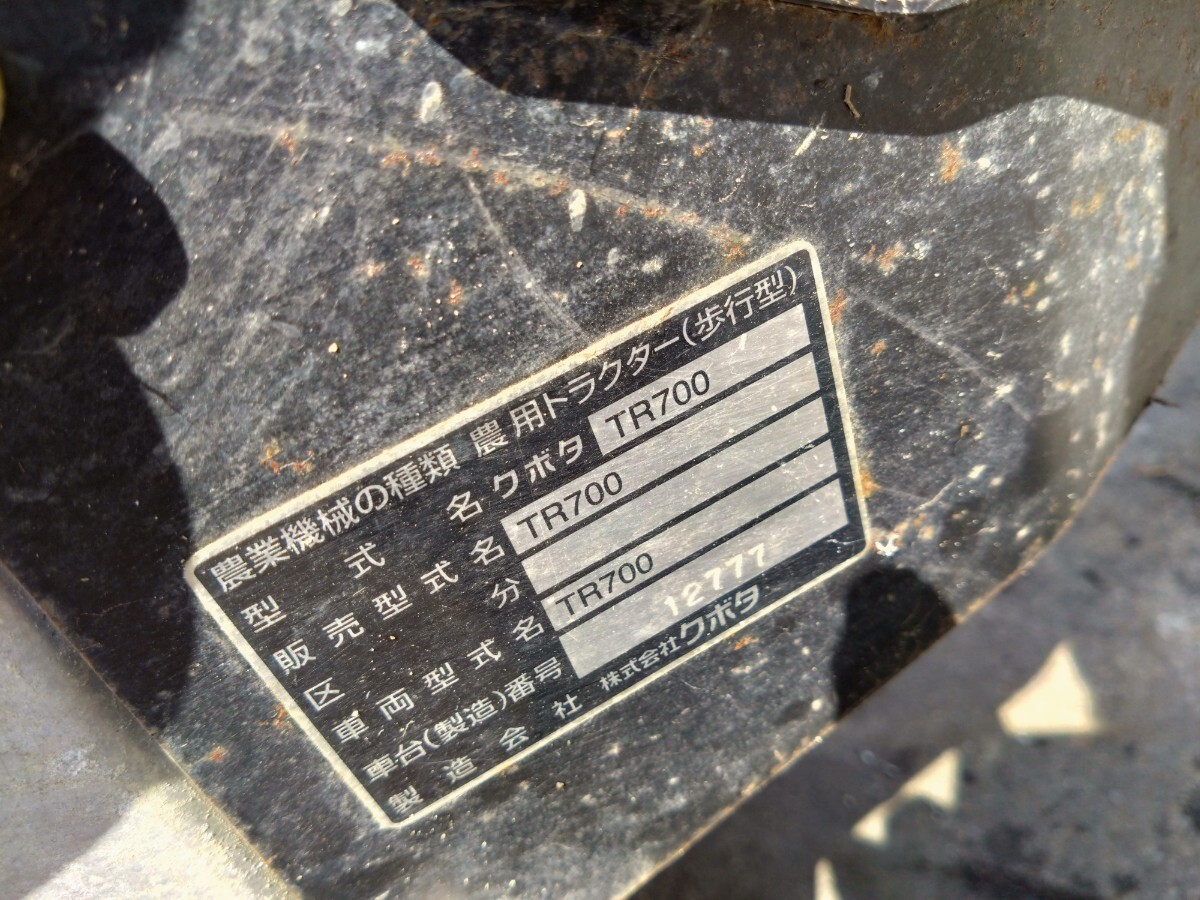 農業機械の種類 農用トラクター(歩行型)
型式名 クボタ TR700
販売型式名 TR700
区分
車両型式名 TR700
車台(製造)番号 12777
製造会社 株式会社クボタ